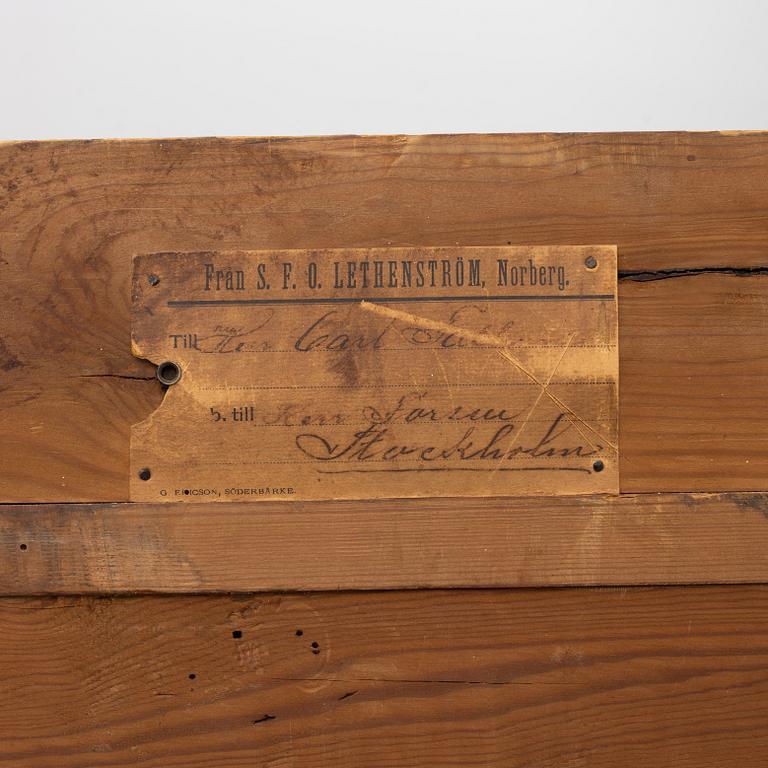 Från S. F. O. LETHENSTRÖM, Norberg.
Till Herr Carl
b. till Herr
Stockholm
G. ERICSON, SÖDERBÄRKE.